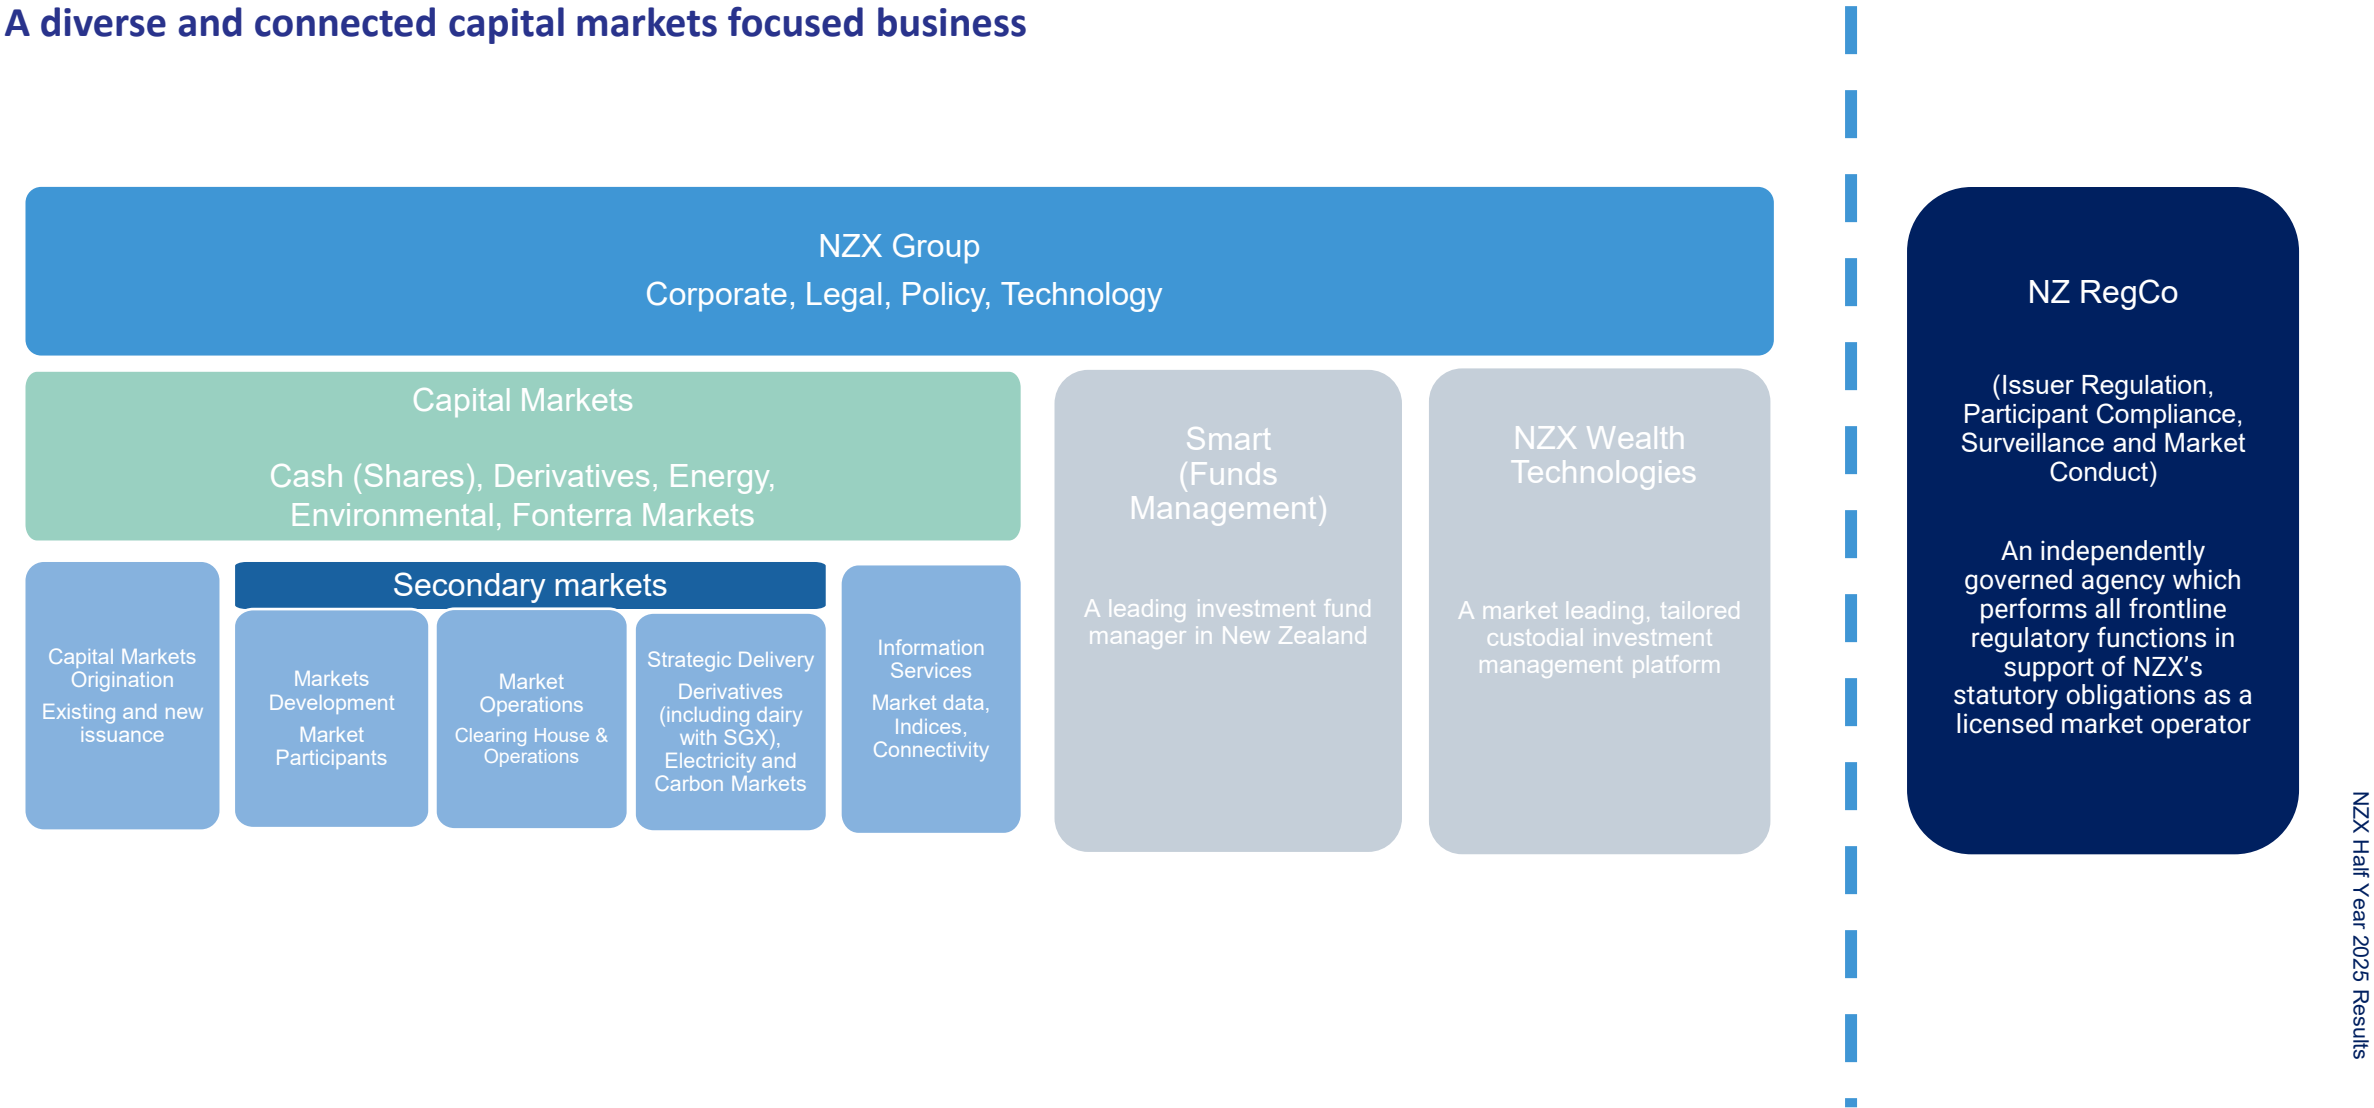 A diverse and connected capital markets focused business
NZX Group
Corporate, Legal, Policy, Technology
Capital Markets
Cash (Shares), Derivatives, Energy,
Environmental, Fonterra Markets
Capital Markets
Origination
Existing and new
issuance
Secondary markets
Markets
Development
Market
Participants
Market
Operations
Clearing House &
Operations
Strategic Delivery
Derivatives
(including dairy
with SGX),
Electricity and
Carbon Markets
Information
Services
Market data,
Indices,
Connectivity
Smart
(Funds
Management)
A leading investment fund
manager in New Zealand
NZX Wealth
Technologies
A market leading, tailored
custodial investment
management platform
NZ RegCo
(Issuer Regulation,
Participant Compliance,
Surveillance and Market
Conduct)
An independently
governed agency which
performs all frontline
regulatory functions in
support of NZX’s
statutory obligations as a
licensed market operator
NZX Half Year 2025 Results